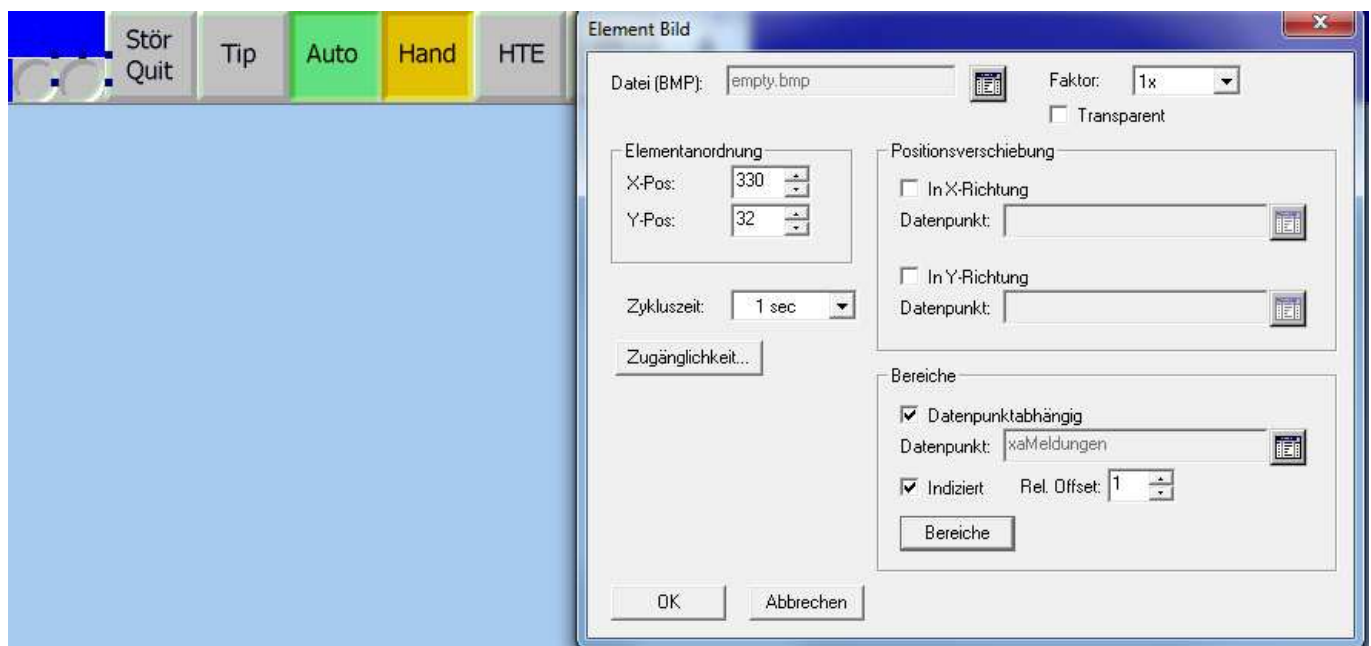 Stör
Quit
Tip
Auto
Hand
HTE
Element Bild
Datei (BMP): empty.bmp
Faktor: 1x
Transparent
Elementanordnung
X-Pos: 330
Y-Pos: 32
Zykluszeit: 1 sec
Zugänglichkeit...
Positionsverschiebung
In X-Richtung
Datenpunkt:
In Y-Richtung
Datenpunkt:
Bereiche
Datenpunktabhängig
Datenpunkt: xaMeldungen
Indiziert Rel. Offset: 1
Bereiche
OK Abbrechen